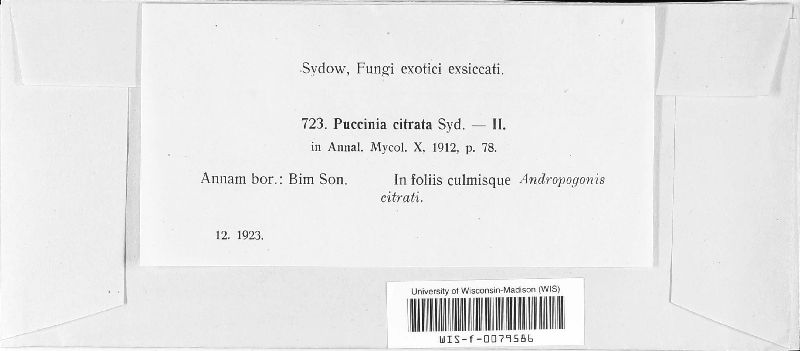 Sydow, Fungi exotici exsiccati.
723. Puccinia citrata Syd. — II.
in Annal. Mycol. X, 1912, p. 78.
Annam bor.: Bim Son. In foliis culmisque Andropogonis
citrati.
12. 1923.
University of Wisconsin-Madison (WIS)
WIS-f-0079586